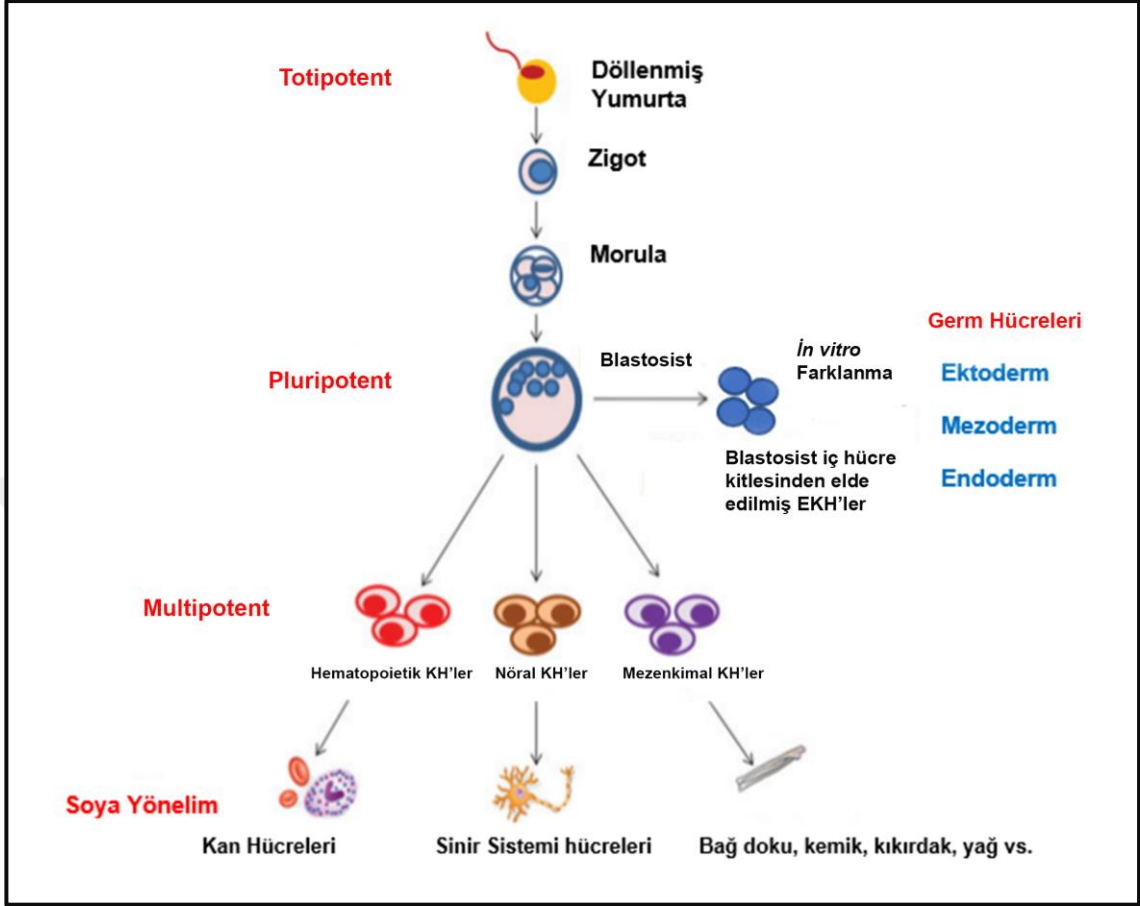 Totipotent
Döllenmiş
Yumurta
Zigot
Morula
Germ Hücreleri
Pluripotent
Blastosist
İn vitro
Farklanma
Ektoderm
Mezoderm
Endoderm
Blastosist iç hücre
kitlesinden elde
edilmiş EKH’ler
Multipotent
Hematopoietik KH’ler
Nöral KH’ler
Mezenkimal KH’ler
Soya Yönelim
Kan Hücreleri
Sinir Sistemi hücreleri
Bağ doku, kemik, kıkırdak, yağ vs.